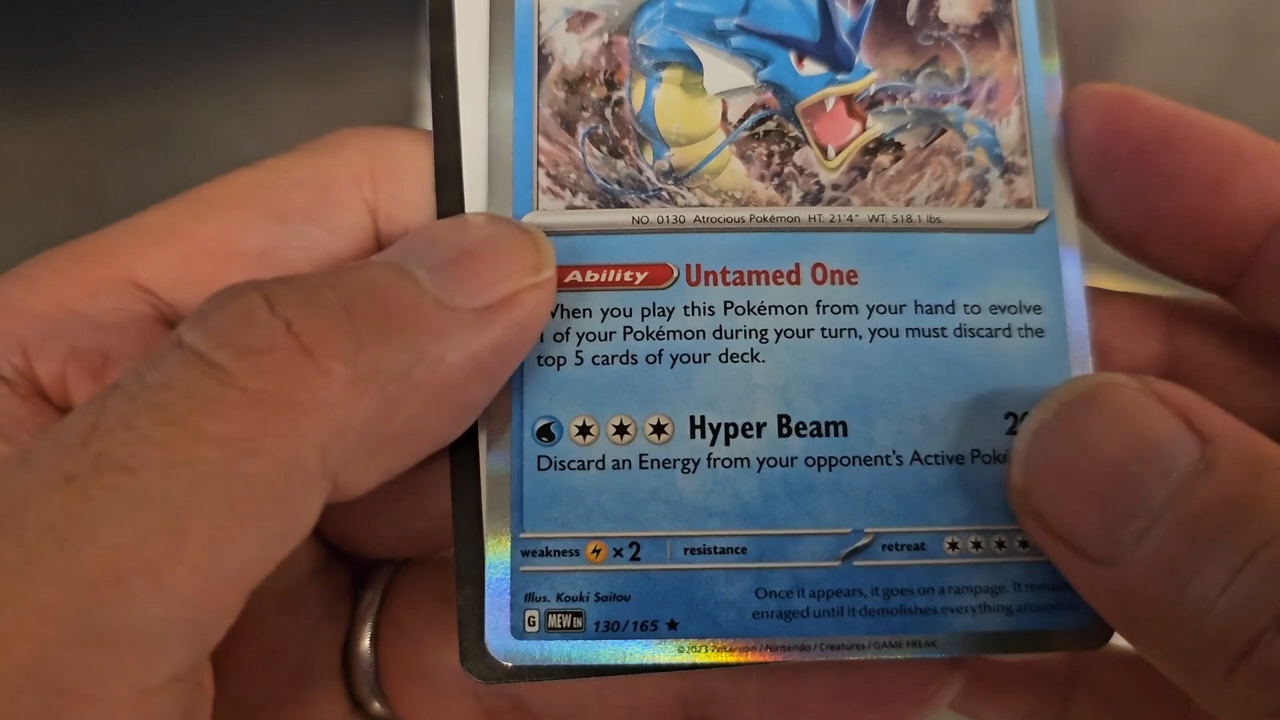 NO. 0130 Atrocious Pokémon HT: 21'4" WT: 518.1 lbs.
Ability Untamed One
When you play this Pokémon from your hand to evolve
1 of your Pokémon during your turn, you must discard the
top 5 cards of your deck.
Hyper Beam
Discard an Energy from your opponent's Active Poké
weakness ×2 resistance retreat
Illus. Kouki Saitou
Once it appears, it goes on a rampage. It
enraged until it demolishes everything around
G MEW EN 130/165
©2023 Pokémon / Nintendo / Creatures / GAME FREAK